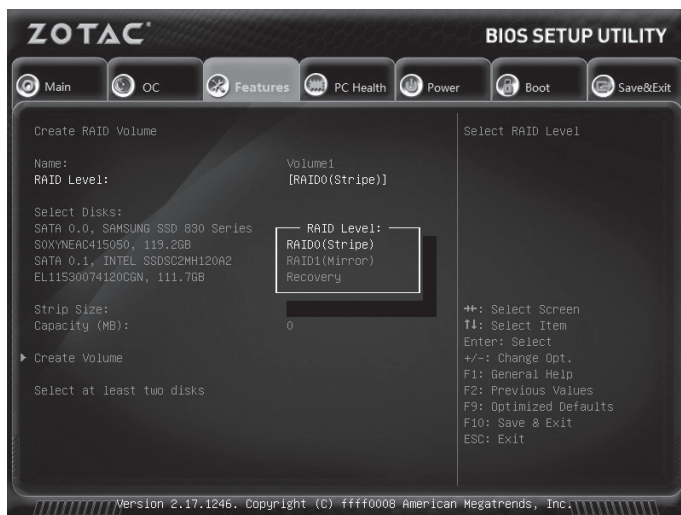 ZOTAC
BIOS SETUP UTILITY
Main
OC
Features
PC Health
Power
Boot
Save&Exit
Create RAID Volume
Name: Volume1
RAID Level: [RAID0(Stripe)]
Select Disks:
SATA 0.0, SAMSUNG SSD 830 Series
S0XYNEAC415050, 119.2GB
SATA 0.1, INTEL SSDSC2MH120A2
EL11530074120CGN, 111.7GB
Strip Size:
Capacity (MB): 0
Create Volume
Select at least two disks
RAID Level:
RAID0(Stripe)
RAID1(Mirror)
Recovery
Select RAID Level
→←: Select Screen
↑↓: Select Item
Enter: Select
+/-: Change Opt.
F1: General Help
F2: Previous Values
F9: Optimized Defaults
F10: Save & Exit
ESC: Exit
Version 2.17.1246. Copyright (C) ffff0008 American Megatrends, Inc.